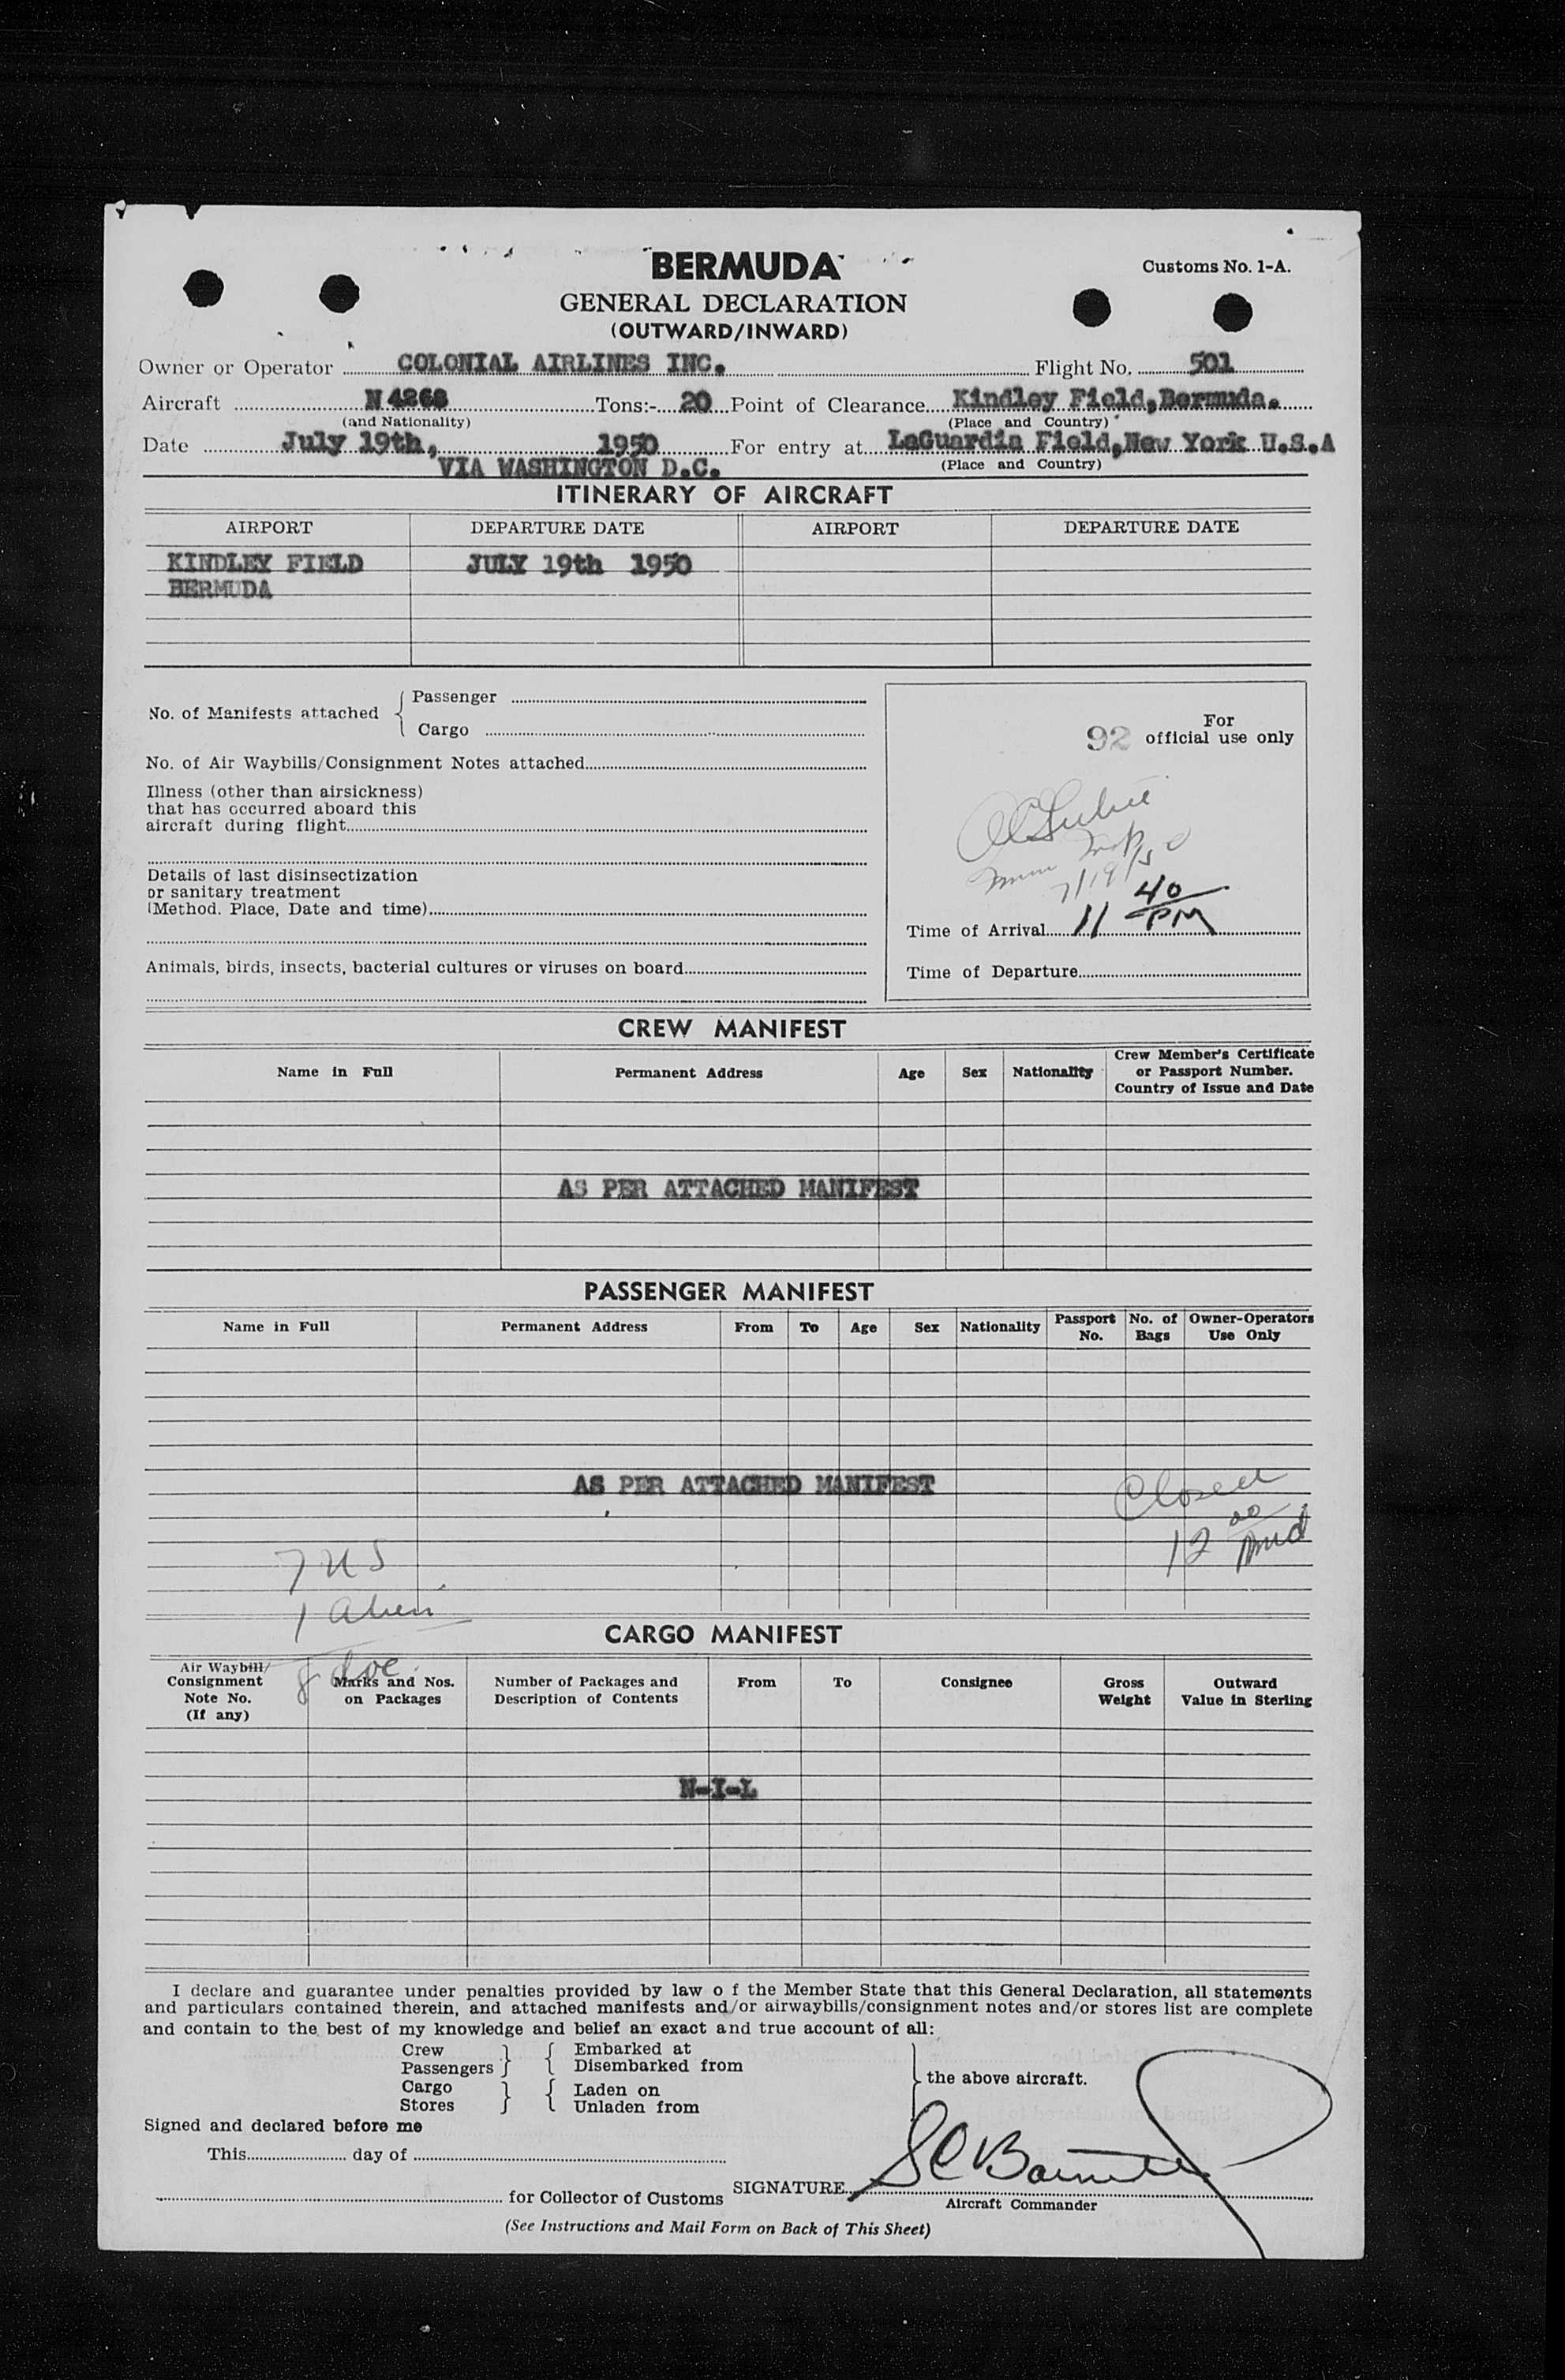 BERMUDA
Customs No. 1-A.
GENERAL DECLARATION
(OUTWARD/INWARD)
Owner or Operator COLONIAL AIRLINES INC. Flight No. 501
Aircraft N 4268 Tons:- 20 Point of Clearance Kindley Field, Bermuda.
(and Nationality) (Place and Country)
Date July 19th, 1950 For entry at LaGuardia Field, New York U.S.A
VIA WASHINGTON D.C. (Place and Country)
ITINERARY OF AIRCRAFT
AIRPORT DEPARTURE DATE AIRPORT DEPARTURE DATE
KINDLEY FIELD JULY 19th 1950
BERMUDA
No. of Manifests attached { Passenger
Cargo
No. of Air Waybills/Consignment Notes attached
Illness (other than airsickness)
that has occurred aboard this
aircraft during flight
Details of last disinsectization
or sanitary treatment
(Method. Place, Date and time)
Animals, birds, insects, bacterial cultures or viruses on board
For
92 official use only
7/19/50
Time of Arrival 11 40 PM
Time of Departure
CREW MANIFEST
Name in Full Permanent Address Age Sex Nationality Crew Member's Certificate
or Passport Number.
Country of Issue and Date
AS PER ATTACHED MANIFEST
PASSENGER MANIFEST
Name in Full Permanent Address From To Age Sex Nationality Passport No. No. of Bags Owner-Operators Use Only
AS PER ATTACHED MANIFEST
Closed
12 00 Mid
7 US
1 Alien
8
CARGO MANIFEST
Air Waybill/
Consignment
Note No.
(If any)
Marks and Nos.
on Packages
Number of Packages and
Description of Contents
From To Consignee
Gross
Weight
Outward
Value in Sterling
N-I-L
I declare and guarantee under penalties provided by law o f the Member State that this General Declaration, all statements
and particulars contained therein, and attached manifests and/or airwaybills/consignment notes and/or stores list are complete
and contain to the best of my knowledge and belief an exact and true account of all:
Crew } { Embarked at
Passengers Disembarked from
Cargo } { Laden on
Stores Unladen from
} the above aircraft.
Signed and declared before me
This day of
for Collector of Customs SIGNATURE
Aircraft Commander
(See Instructions and Mail Form on Back of This Sheet)